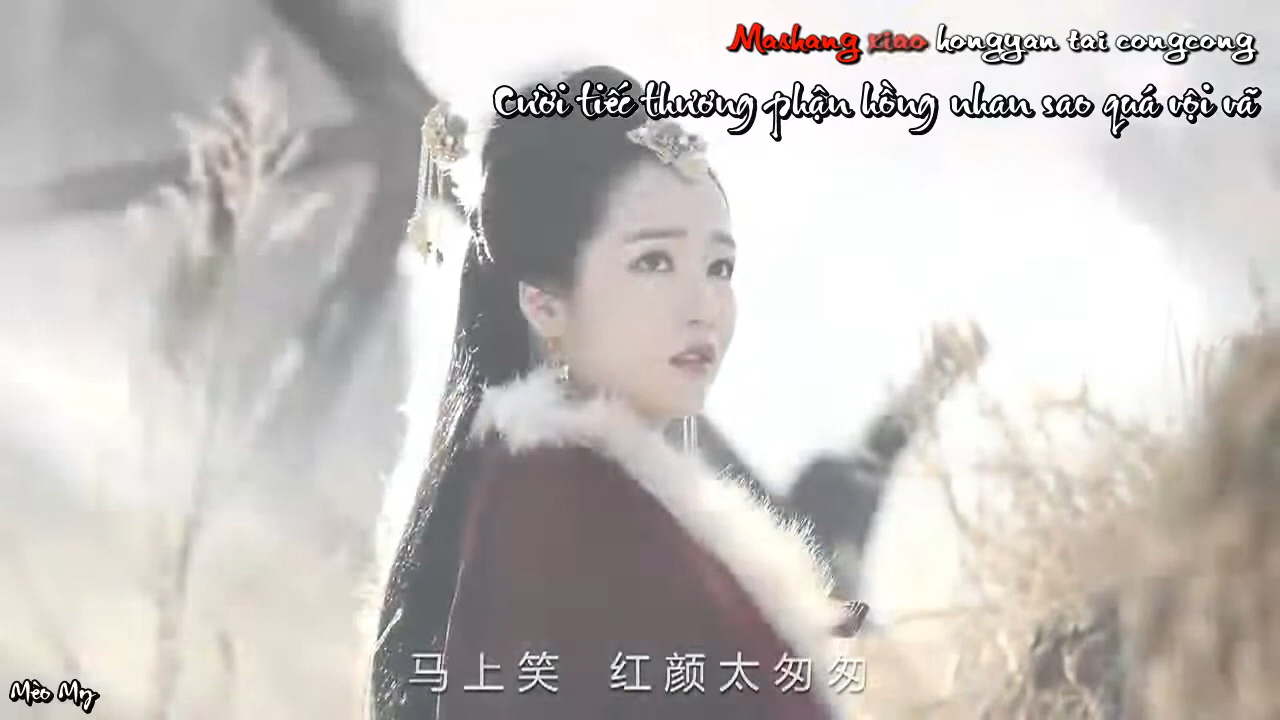 Mashang xiao hongyan tai congcong
Cười tiếc thương phận hồng nhan sao quá vội vã
马上笑 红颜太匆匆
Mèo My